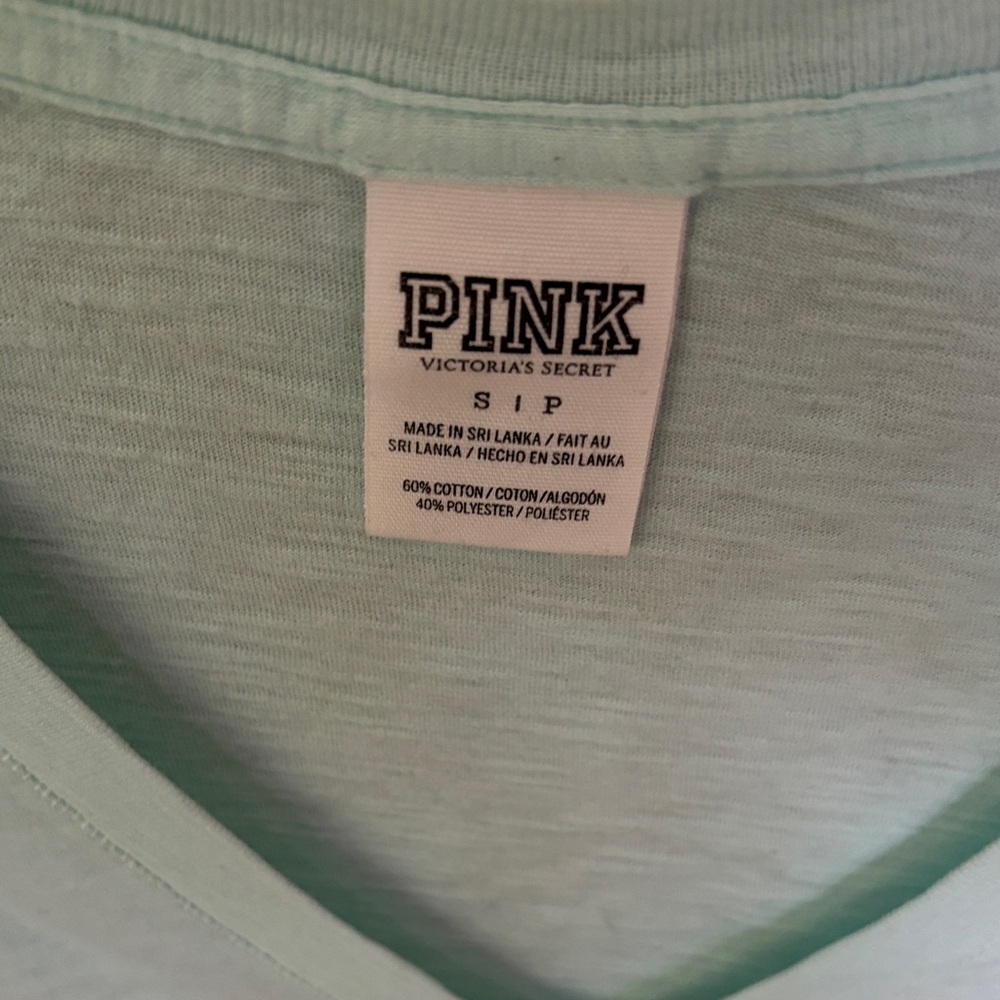 PINK
VICTORIA'S SECRET
S | P
MADE IN SRI LANKA / FAIT AU
SRI LANKA / HECHO EN SRI LANKA
60% COTTON / COTON / ALGODÓN
40% POLYESTER / POLIÉSTER